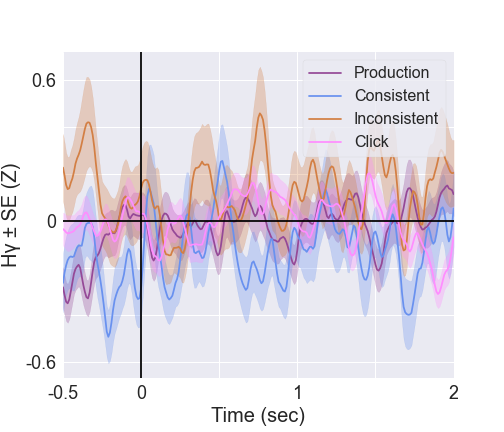 Production
Consistent
Inconsistent
Click
0.6
0
-0.6
Hγ ± SE (Z)
-0.5
0
1
2
Time (sec)